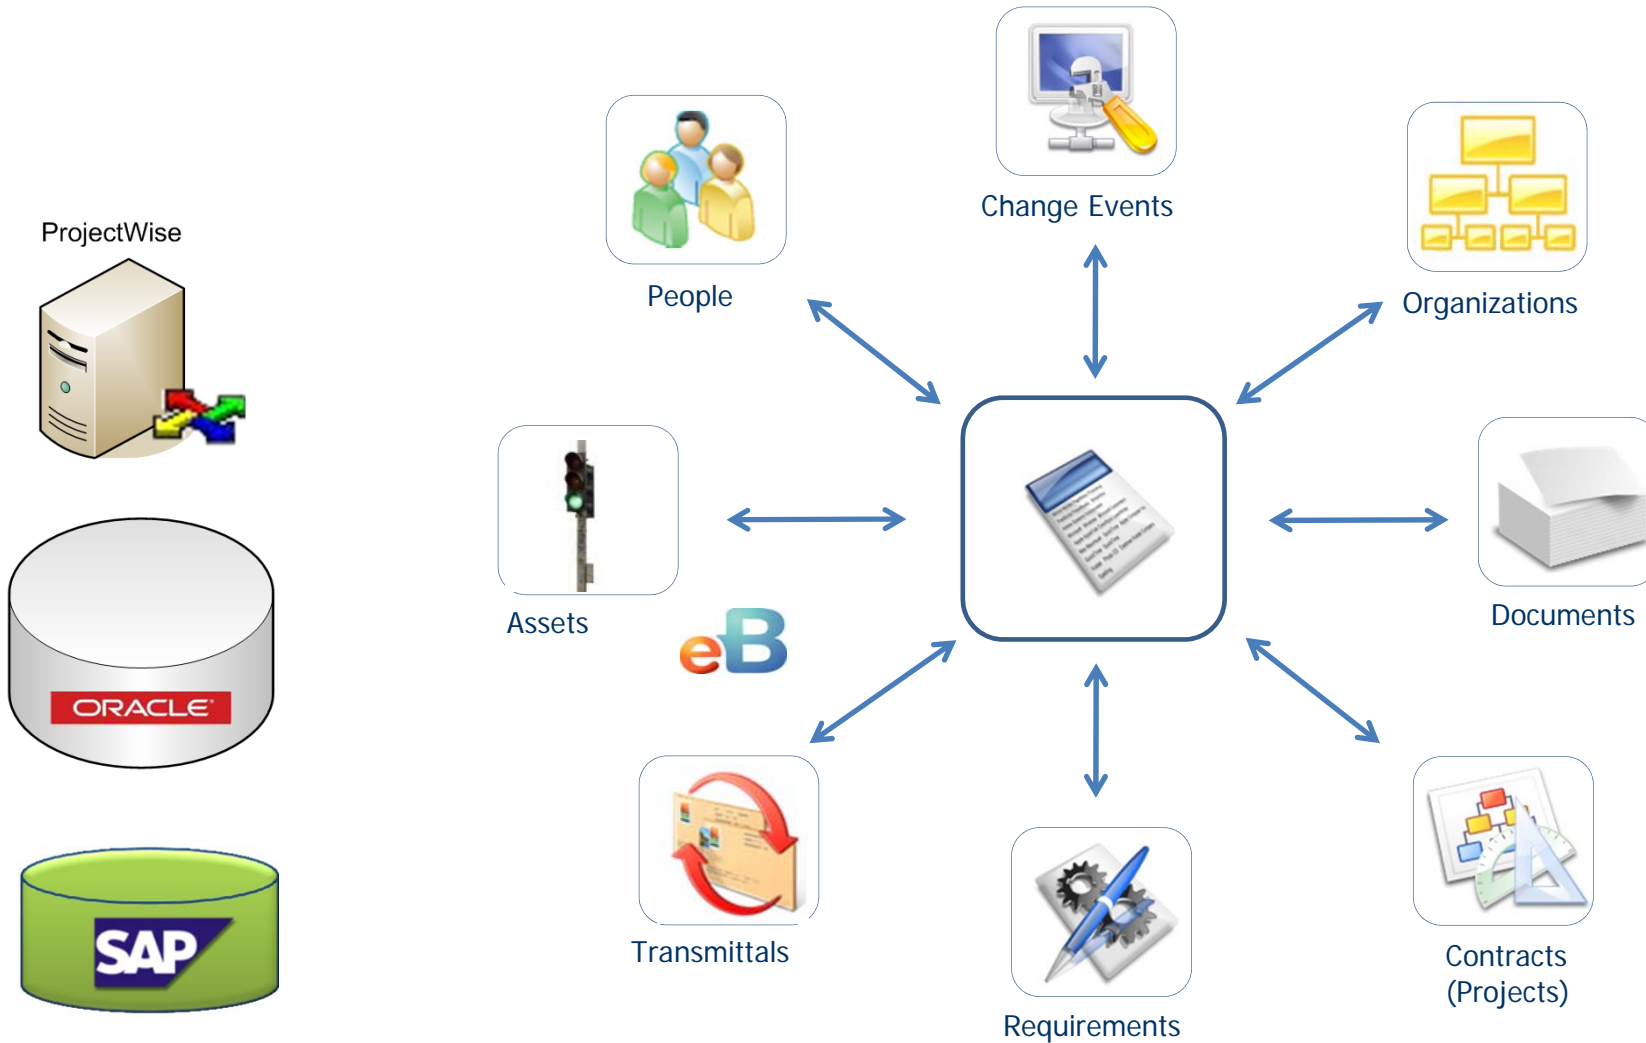 Change Events
People
Organizations
ProjectWise
Assets
Documents
eB
ORACLE
Transmittals
SAP
Contracts
(Projects)
Requirements